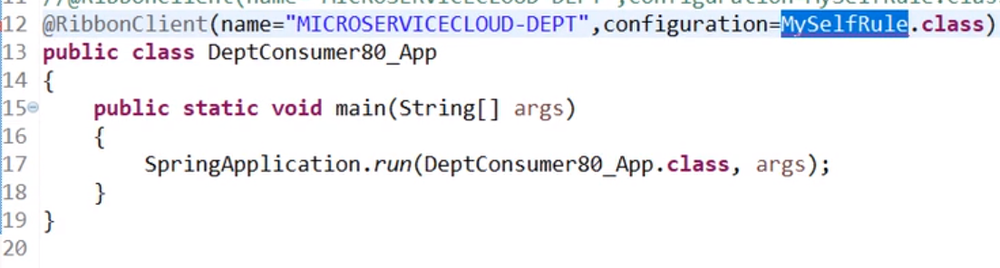 12 @RibbonClient(name="MICROSERVICECLOUD-DEPT",configuration=MySelfRule.class)
13 public class DeptConsumer80_App
14 {
15 public static void main(String[] args)
16 {
17 SpringApplication.run(DeptConsumer80_App.class, args);
18 }
19 }
20